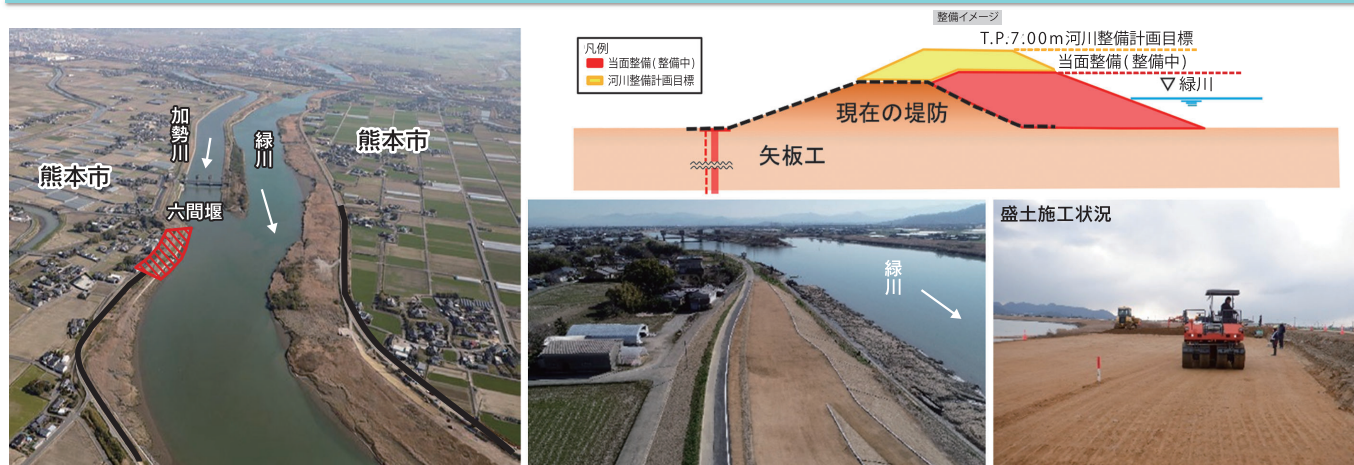 加勢川
緑川
熊本市
熊本市
六間堰
整備イメージ
凡例
当面整備(整備中)
河川整備計画目標
T.P.7.00m河川整備計画目標
当面整備(整備中)
▽緑川
現在の堤防
矢板工
緑川
盛土施工状況